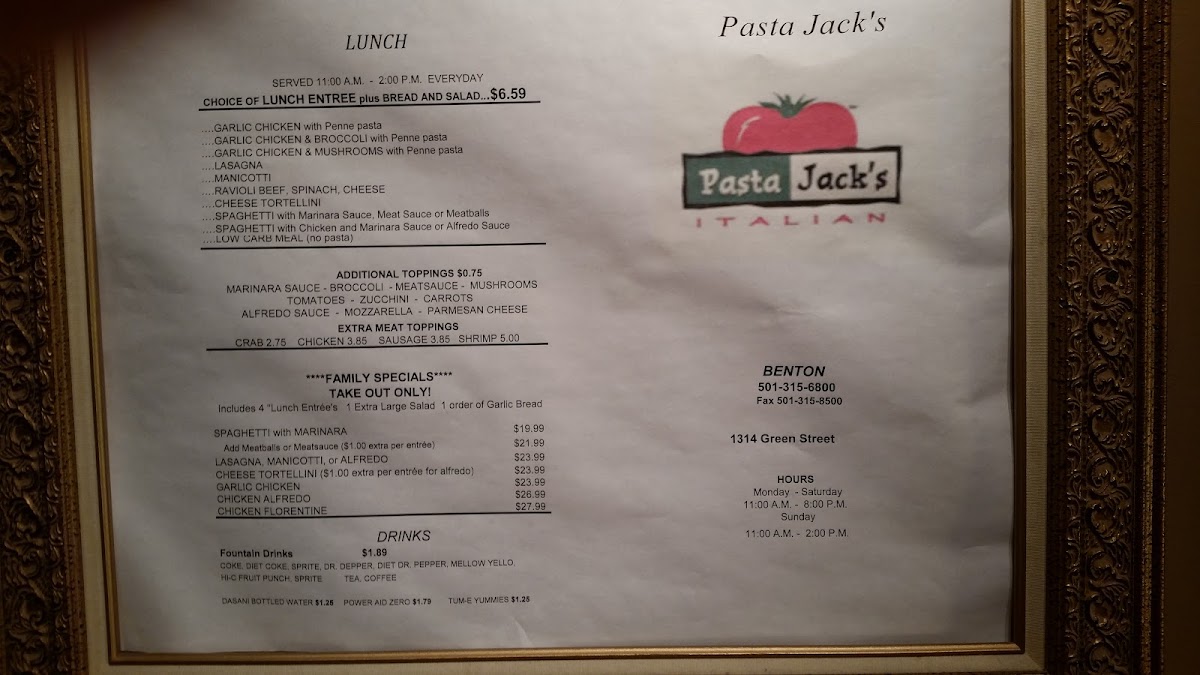 LUNCH
SERVED 11:00 A.M. - 2:00 P.M. EVERYDAY
CHOICE OF LUNCH ENTREE plus BREAD AND SALAD...$6.59
....GARLIC CHICKEN with Penne pasta
....GARLIC CHICKEN & BROCCOLI with Penne pasta
....GARLIC CHICKEN & MUSHROOMS with Penne pasta
....LASAGNA
....MANICOTTI
....RAVIOLI BEEF, SPINACH, CHEESE
....CHEESE TORTELLINI
....SPAGHETTI with Marinara Sauce, Meat Sauce or Meatballs
....SPAGHETTI with Chicken and Marinara Sauce or Alfredo Sauce
....LOW CARB MEAL (no pasta)
ADDITIONAL TOPPINGS $0.75
MARINARA SAUCE - BROCCOLI - MEATSAUCE - MUSHROOMS
TOMATOES - ZUCCHINI - CARROTS
ALFREDO SAUCE - MOZZARELLA - PARMESAN CHEESE
EXTRA MEAT TOPPINGS
CRAB 2.75 CHICKEN 3.85 SAUSAGE 3.85 SHRIMP 5.00
****FAMILY SPECIALS****
TAKE OUT ONLY!
Includes 4 "Lunch Entrée's 1 Extra Large Salad 1 order of Garlic Bread
SPAGHETTI with MARINARA $19.99
Add Meatballs or Meatsauce ($1.00 extra per entrée) $21.99
LASAGNA, MANICOTTI, or ALFREDO $23.99
CHEESE TORTELLINI ($1.00 extra per entrée for alfredo) $23.99
GARLIC CHICKEN $23.99
CHICKEN ALFREDO $26.99
CHICKEN FLORENTINE $27.99
DRINKS
Fountain Drinks $1.89
COKE, DIET COKE, SPRITE, DR. DEPPER, DIET DR, PEPPER, MELLOW YELLO,
HI-C FRUIT PUNCH, SPRITE TEA, COFFEE
DASANI BOTTLED WATER $1.25 POWER AID ZERO $1.79 TUM-E YUMMIES $1.25
Pasta Jack's
Pasta Jack's
ITALIAN
BENTON
501-315-6800
Fax 501-315-8500
1314 Green Street
HOURS
Monday - Saturday
11:00 A.M. - 8:00 P.M.
Sunday
11:00 A.M. - 2:00 P.M.